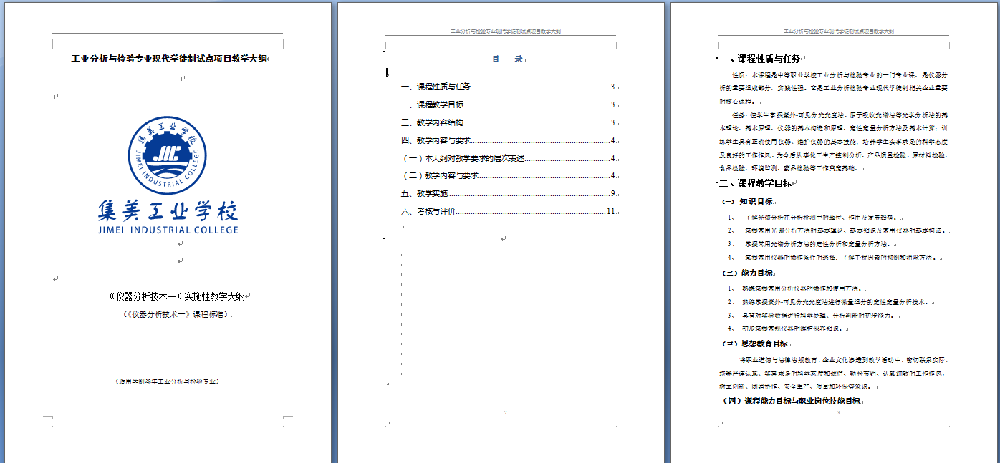 工业分析与检验专业现代学徒制试点项目教学大纲
集美工业学校
JIMEI INDUSTRIAL COLLEGE
集美工业学校
JIMEI INDUSTRIAL COLLEGE
《仪器分析技术一》实施性教学大纲
（《仪器分析技术一》课程标准）
（适用学制叁年工业分析与检验专业）
工业分析与检验专业现代学徒制试点项目教学大纲
目 录
一、课程性质与任务 3
二、课程教学目标 3
三、教学内容结构 3
四、教学内容与要求 4
（一）本大纲对教学要求的层次表述 4
（二）教学内容与要求 4
五、教学实施 9
六、考核与评价 11
2
工业分析与检验专业现代学徒制试点项目教学大纲
一、课程性质与任务
性质：本课程是中等职业学校工业分析与检验专业的一门专业课，是仪器分
析的重要组成部分，实践性强。它是工业分析检验专业现代学徒制相关企业重要
的核心课程。
任务：使学生掌握紫外-可见分光光度法、原子吸收光谱法等光学分析法的基
本理论、基本原理、仪器的基本构造和原理、定性定量分析方法及基本计算；训
练学生具有正确使用仪器、维护仪器的基本技能；培养学生实事求是的科学态度
及良好的工作作风，为今后从事化工生产控制分析、产品质量检验、原材料检验、
食品检验、环境监测、药品检验等工作奠定基础。
二、课程教学目标
（一）知识目标
1、 了解光谱分析在分析检测中的地位、作用及发展趋势。
2、 掌握常用光谱分析方法的基本理论、基本知识及常用仪器的基本构造。
3、 掌握常用光谱分析方法的定性分析和定量分析方法。
4、 掌握常用仪器的操作条件的选择；了解干扰因素的抑制和消除方法。
（二）能力目标
1、 熟练掌握常用分析仪器的操作和使用方法。
2、 熟练掌握紫外-可见分光光度法进行微量组分的定性定量分析技术。
3、 具有对实验数据进行科学处理、分析判断的初步能力。
4、 初步掌握常规仪器的维护保养知识。
（三）思想教育目标
将职业道德与法律法规教育、企业文化渗透到教学活动中，密切联系实际，
培养严谨认真、实事求是的科学态度和诚信、勤俭节约、认真细致的工作作风，
树立创新、团结协作、安全生产、质量和环保等意识。
（四）课程能力目标与职业岗位技能目标
3